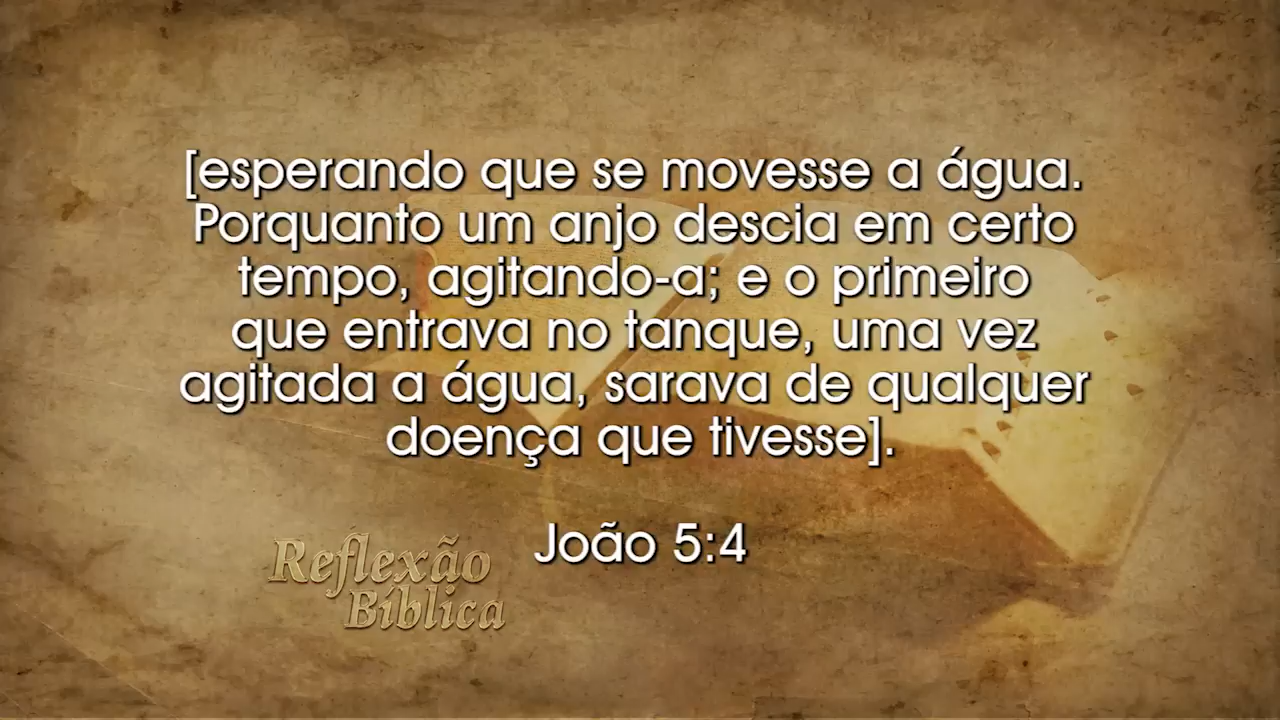 [esperando que se movesse a água.
Porquanto um anjo descia em certo
tempo, agitando-a; e o primeiro
que entrava no tanque, uma vez
agitada a água, sarava de qualquer
doença que tivesse].
João 5:4
Reflexão
Bíblica